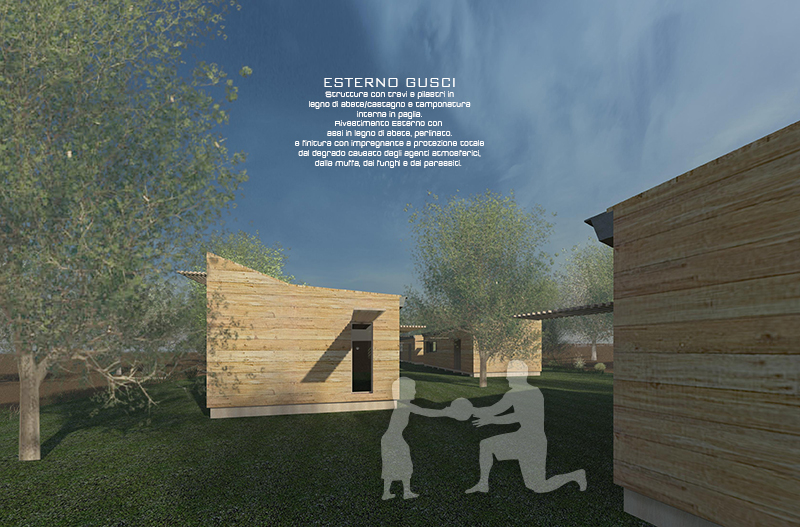 ESTERNO GUSCI
Struttura con travi e pilastri in
legno di abete/castagno e tamponatura
interna in paglia.
Rivestimento Esterno con
assi in legno di abete, perlinato.
e finitura con impregnante a protezione totale
dal degrado causato dagli agenti atmosferici,
dalla muffa, dai funghi e dai parassiti.